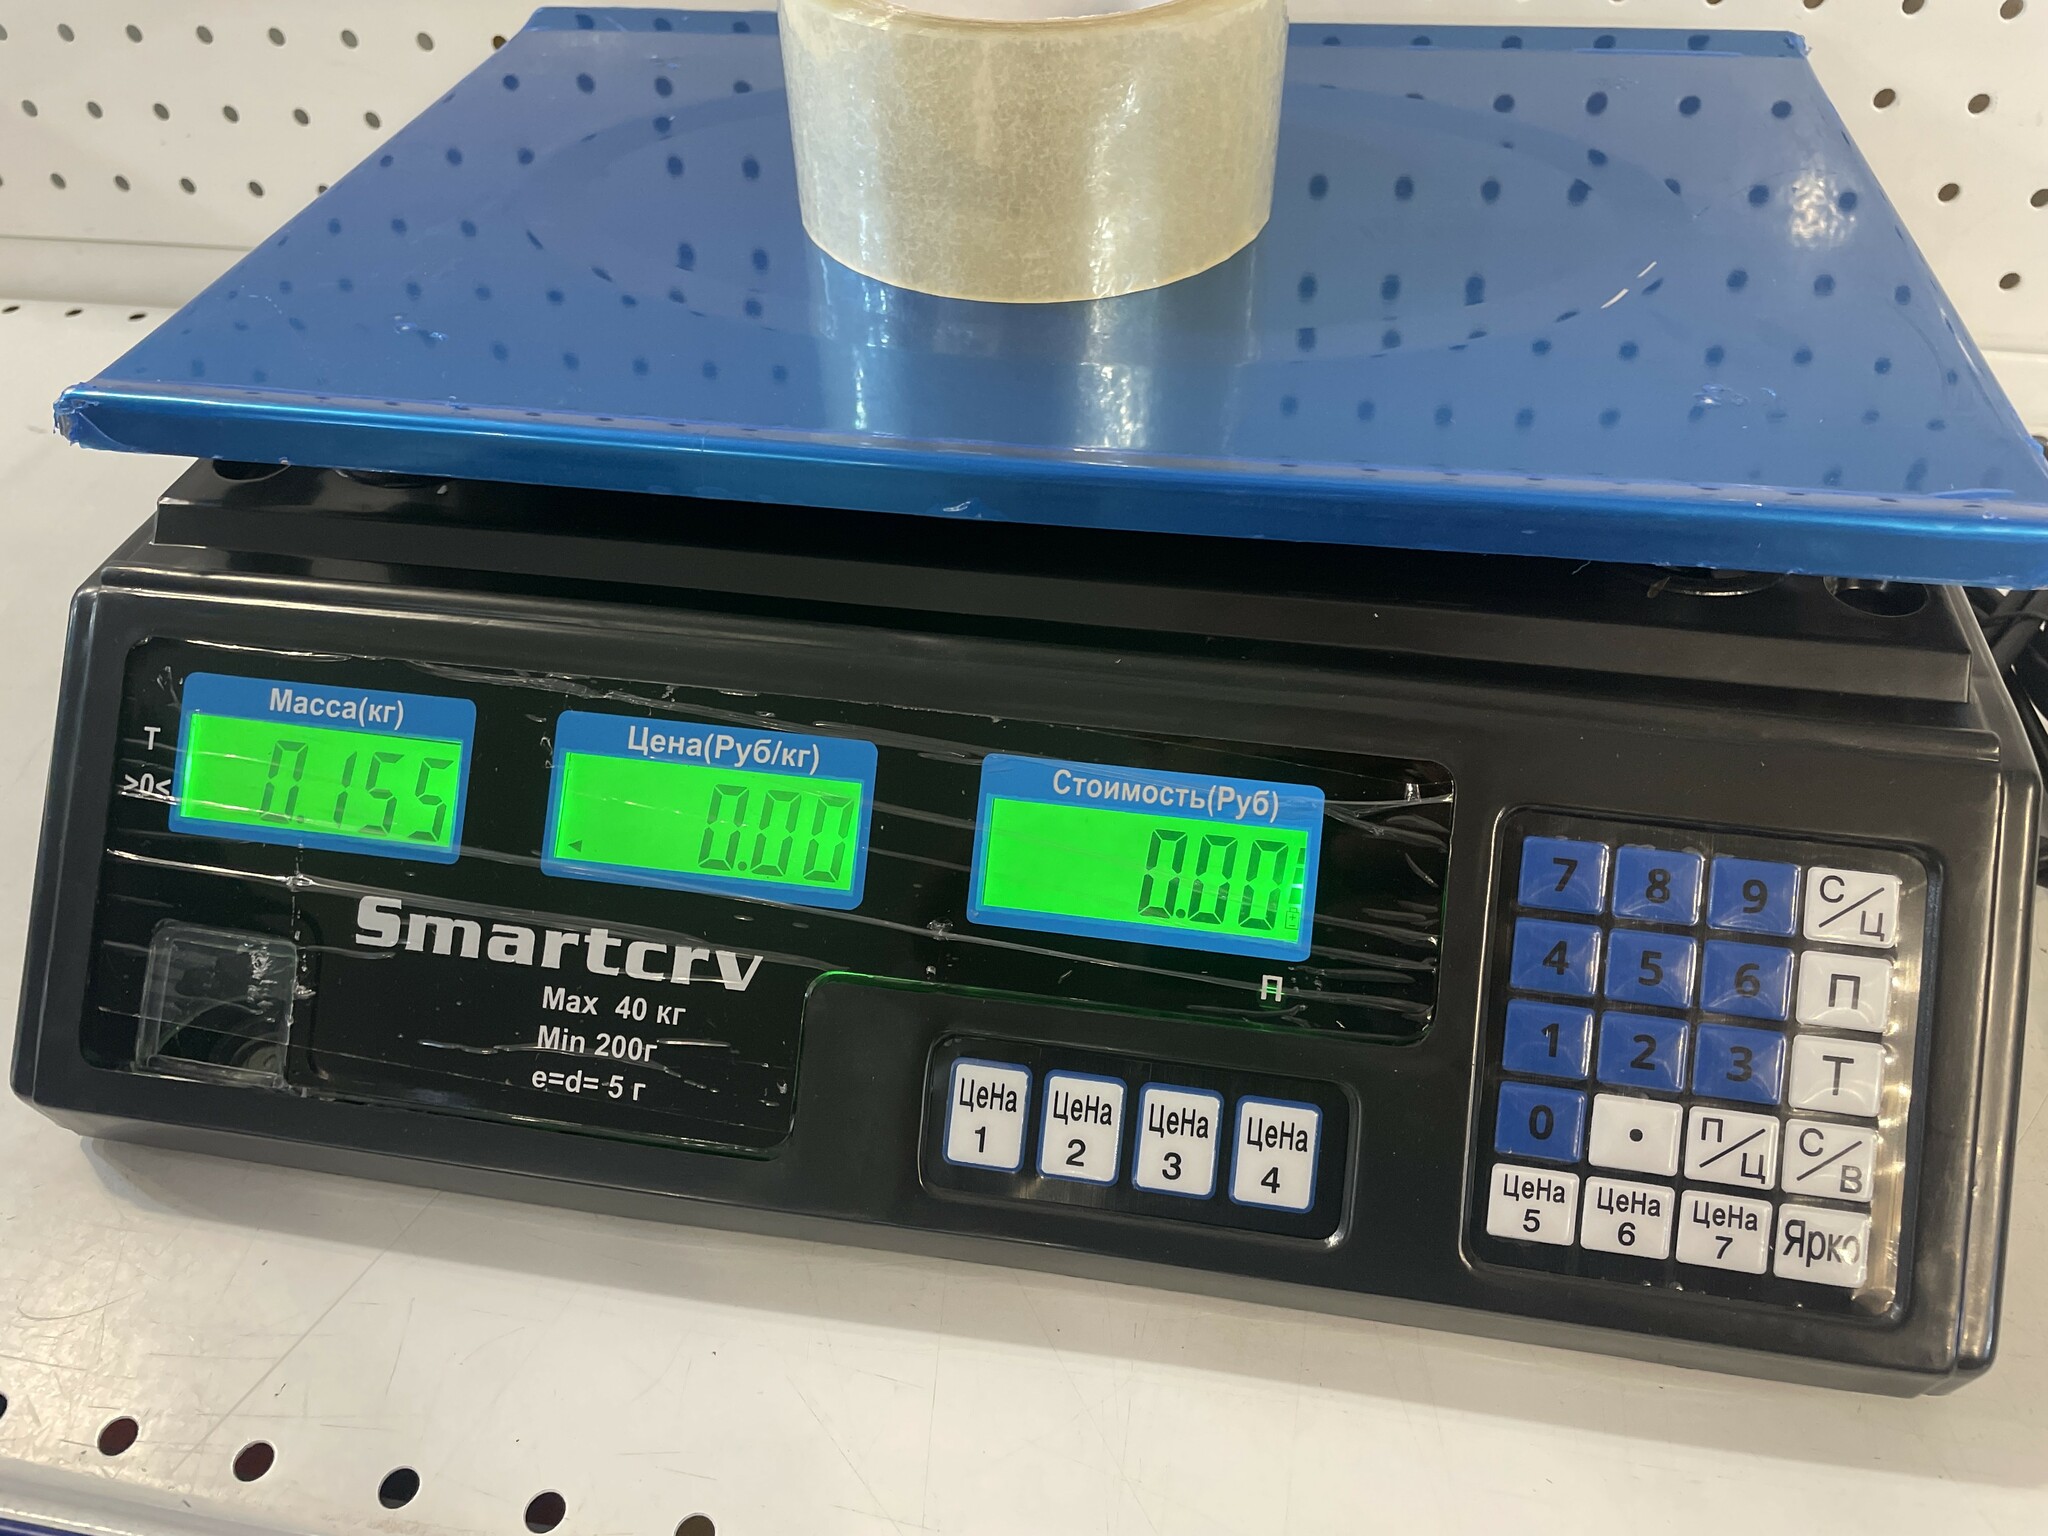 Масса(кг)
Т
>0<
0.155
Цена(Руб/кг)
0.00
Стоимость(Руб)
0.00
П
Smartcrv
Max 40 кг
Min 200г
e=d= 5 г
ЦеНа 1
ЦеНа 2
ЦеНа 3
ЦеНа 4
7 8 9 С/Ц
4 5 6 П
1 2 3 Т
0 . П/Ц С/В
ЦеНа 5
ЦеНа 6
ЦеНа 7
Ярко